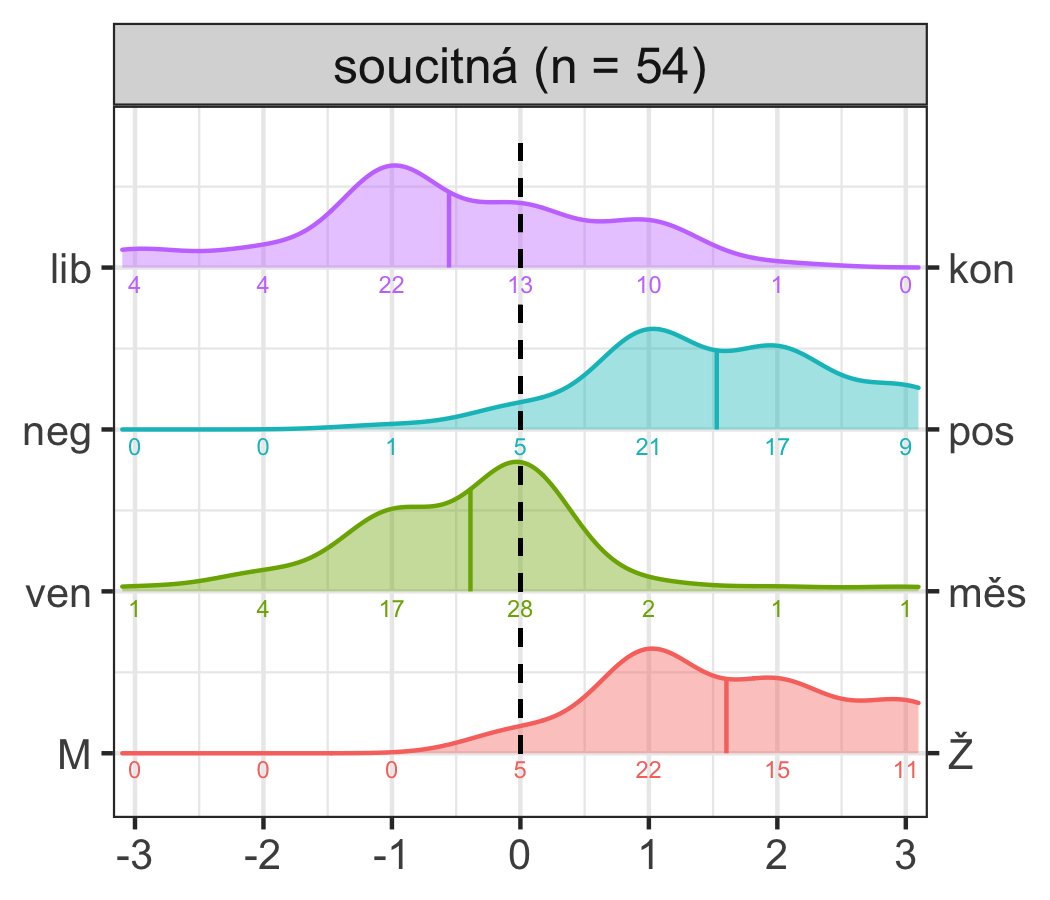 soucitná (n = 54)
lib kon
4 4 22 13 10 1 0
neg pos
0 0 1 5 21 17 9
ven měs
1 4 17 28 2 1 1
M Ž
0 0 0 5 22 15 11
-3 -2 -1 0 1 2 3